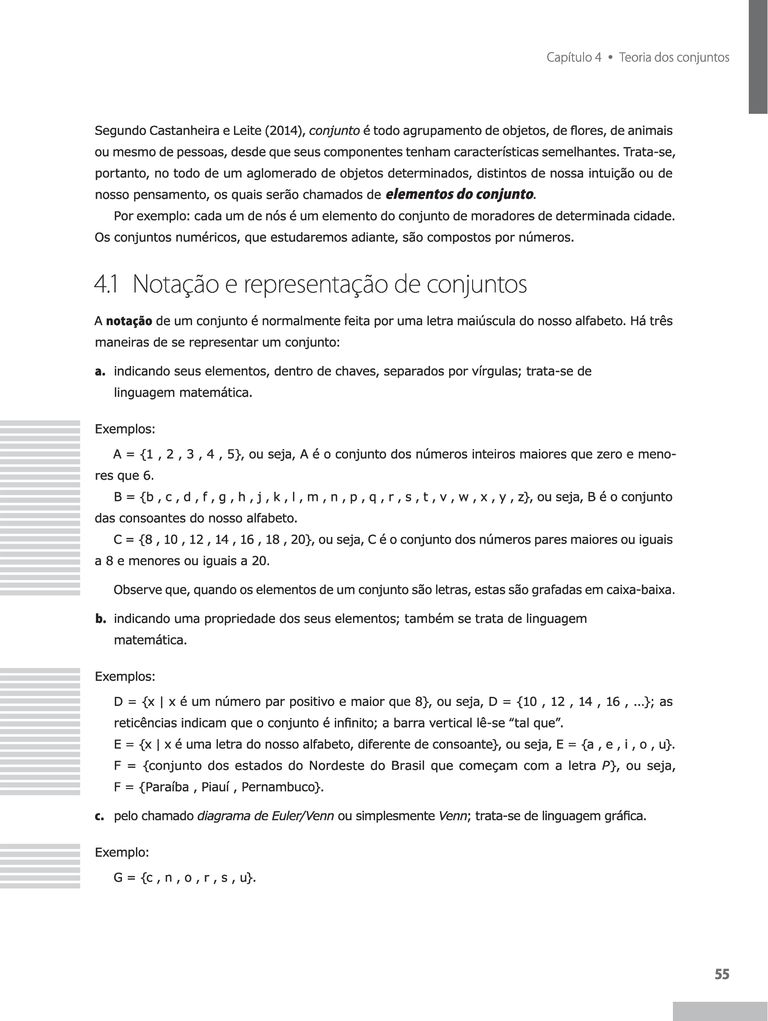 Capítulo 4 • Teoria dos conjuntos
Segundo Castanheira e Leite (2014), conjunto é todo agrupamento de objetos, de flores, de animais
ou mesmo de pessoas, desde que seus componentes tenham características semelhantes. Trata-se,
portanto, no todo de um aglomerado de objetos determinados, distintos de nossa intuição ou de
nosso pensamento, os quais serão chamados de elementos do conjunto.
Por exemplo: cada um de nós é um elemento do conjunto de moradores de determinada cidade.
Os conjuntos numéricos, que estudaremos adiante, são compostos por números.
4.1 Notação e representação de conjuntos
A notação de um conjunto é normalmente feita por uma letra maiúscula do nosso alfabeto. Há três
maneiras de se representar um conjunto:
a. indicando seus elementos, dentro de chaves, separados por vírgulas; trata-se de
linguagem matemática.
Exemplos:
A = {1 , 2 , 3 , 4 , 5}, ou seja, A é o conjunto dos números inteiros maiores que zero e meno-
res que 6.
B = {b , c , d , f , g , h , j , k , l , m , n , p , q , r , s , t , v , w , x , y , z}, ou seja, B é o conjunto
das consoantes do nosso alfabeto.
C = {8 , 10 , 12 , 14 , 16 , 18 , 20}, ou seja, C é o conjunto dos números pares maiores ou iguais
a 8 e menores ou iguais a 20.
Observe que, quando os elementos de um conjunto são letras, estas são grafadas em caixa-baixa.
b. indicando uma propriedade dos seus elementos; também se trata de linguagem
matemática.
Exemplos:
D = {x | x é um número par positivo e maior que 8}, ou seja, D = {10 , 12 , 14 , 16 , ...}; as
reticências indicam que o conjunto é infinito; a barra vertical lê-se “tal que”.
E = {x | x é uma letra do nosso alfabeto, diferente de consoante}, ou seja, E = {a , e , i , o , u}.
F = {conjunto dos estados do Nordeste do Brasil que começam com a letra P}, ou seja,
F = {Paraíba , Piauí , Pernambuco}.
c. pelo chamado diagrama de Euler/Venn ou simplesmente Venn; trata-se de linguagem gráfica.
Exemplo:
G = {c , n , o , r , s , u}.
55